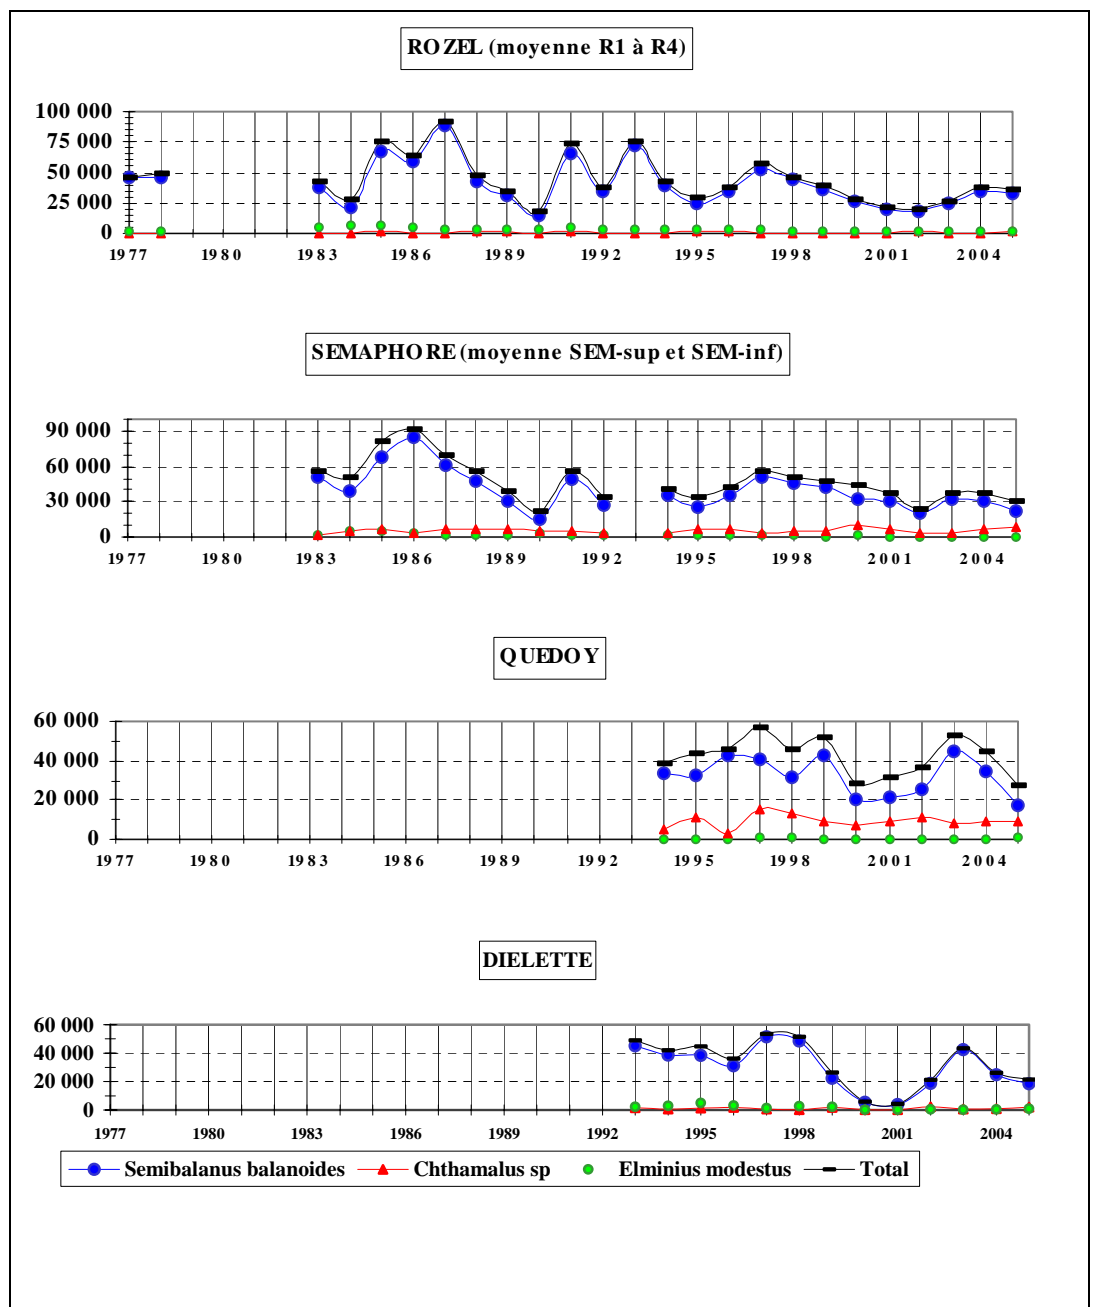 ROZEL (moyenne R1 à R4)
100 000
75 000
50 000
25 000
0
1977 1980 1983 1986 1989 1992 1995 1998 2001 2004
SEMAPHORE (moyenne SEM-sup et SEM-inf)
90 000
60 000
30 000
0
1977 1980 1983 1986 1989 1992 1995 1998 2001 2004
QUEDOY
60 000
40 000
20 000
0
1977 1980 1983 1986 1989 1992 1995 1998 2001 2004
DIELETTE
60 000
40 000
20 000
0
1977 1980 1983 1986 1989 1992 1995 1998 2001 2004
Semibalanus balanoides Chthamalus sp Elminius modestus Total